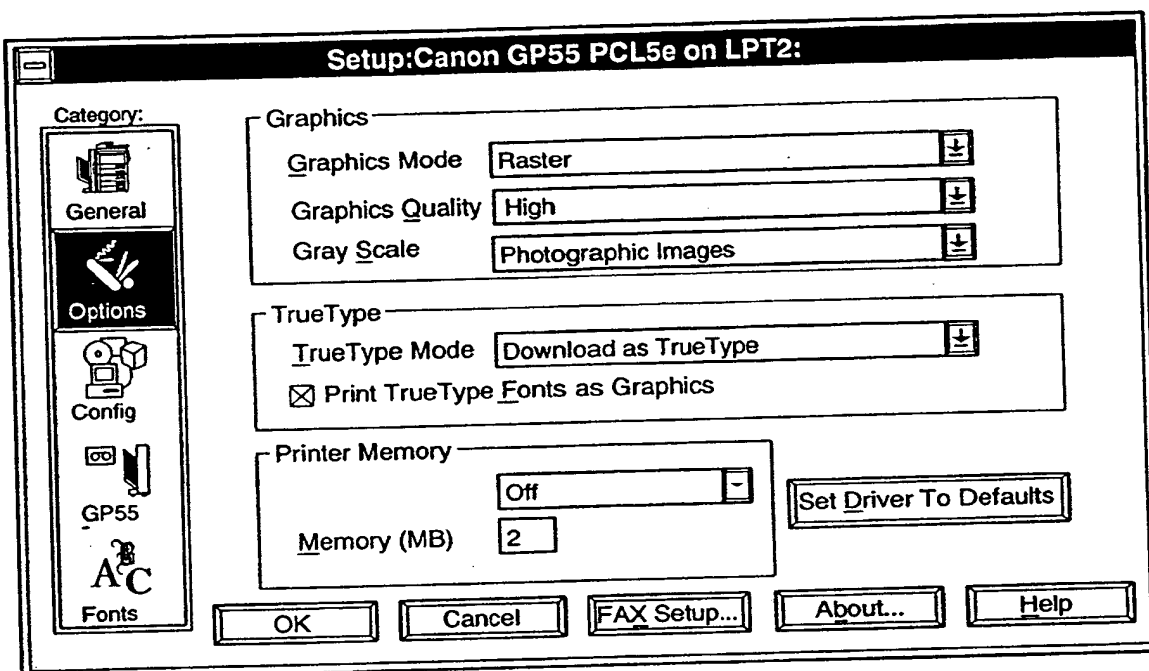 Setup:Canon GP55 PCL5e on LPT2:
Category:
General
Options
Config
GP55
Fonts
Graphics
Graphics Mode Raster
Graphics Quality High
Gray Scale Photographic Images
TrueType
TrueType Mode Download as TrueType
Print TrueType Fonts as Graphics
Printer Memory
Off
Memory (MB) 2
Set Driver To Defaults
OK Cancel FAX Setup... About... Help